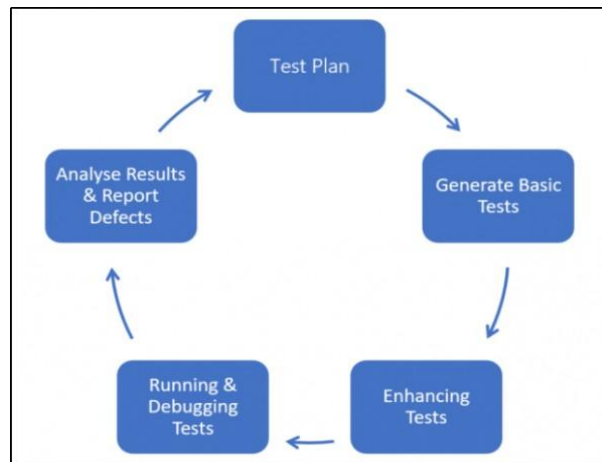 Test Plan
Generate Basic
Tests
Enhancing
Tests
Running &
Debugging
Tests
Analyse Results
& Report
Defects